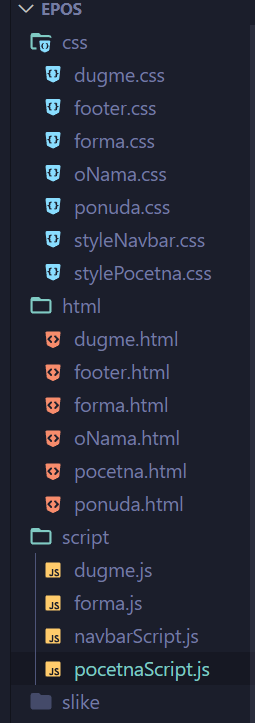 EPOS
css
dugme.css
footer.css
forma.css
oNama.css
ponuda.css
styleNavbar.css
stylePocetna.css
html
dugme.html
footer.html
forma.html
oNama.html
pocetna.html
ponuda.html
script
JS dugme.js
JS forma.js
JS navbarScript.js
JS pocetnaScript.js
slike